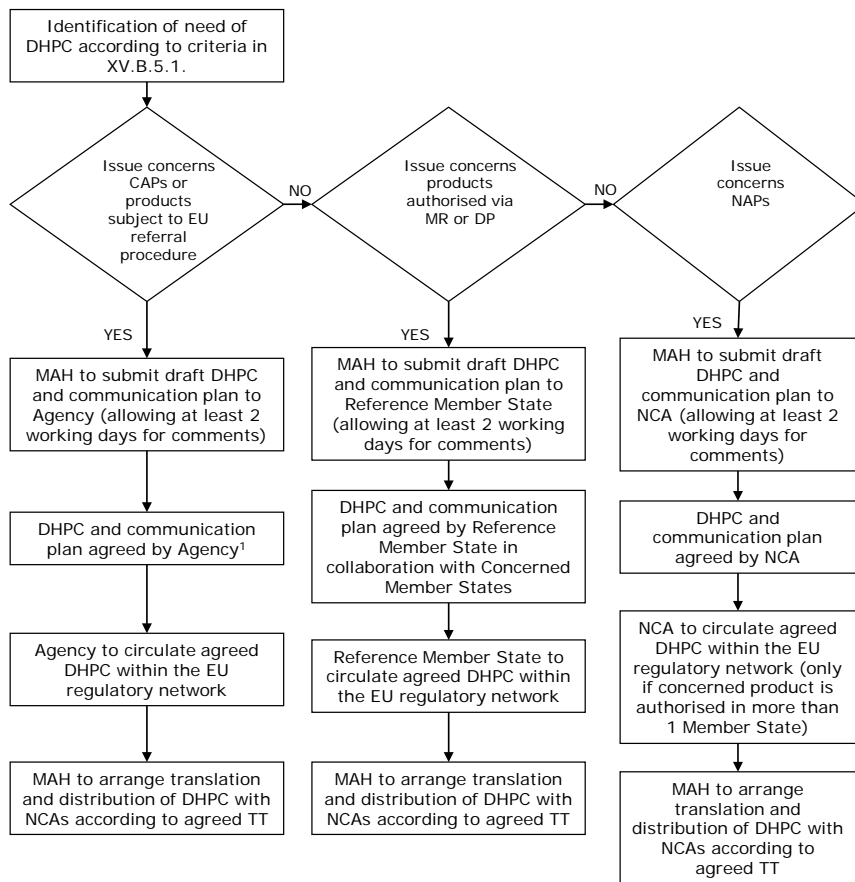 Identification of need of
DHPC according to criteria in
XV.B.5.1.
Issue concerns
CAPs or
products
subject to EU
referral
procedure
NO
Issue concerns
products
authorised via
MR or DP
NO
Issue
concerns
NAPs
YES
YES
YES
MAH to submit draft DHPC
and communication plan to
Agency (allowing at least 2
working days for comments)
DHPC and communication
plan agreed by Agency¹
Agency to circulate agreed
DHPC within the EU
regulatory network
MAH to arrange translation
and distribution of DHPC with
NCAs according to agreed TT
MAH to submit draft DHPC
and communication plan to
Reference Member State
(allowing at least 2 working
days for comments)
DHPC and communication
plan agreed by Reference
Member State in
collaboration with Concerned
Member States
Reference Member State to
circulate agreed DHPC within
the EU regulatory network
MAH to arrange translation
and distribution of DHPC with
NCAs according to agreed TT
MAH to submit draft
DHPC and
communication plan to
NCA (allowing at least 2
working days for
comments)
DHPC and
communication plan
agreed by NCA
NCA to circulate agreed
DHPC within the EU
regulatory network (only
if concerned product is
authorised in more than
1 Member State)
MAH to arrange
translation and
distribution of DHPC with
NCAs according to
agreed TT